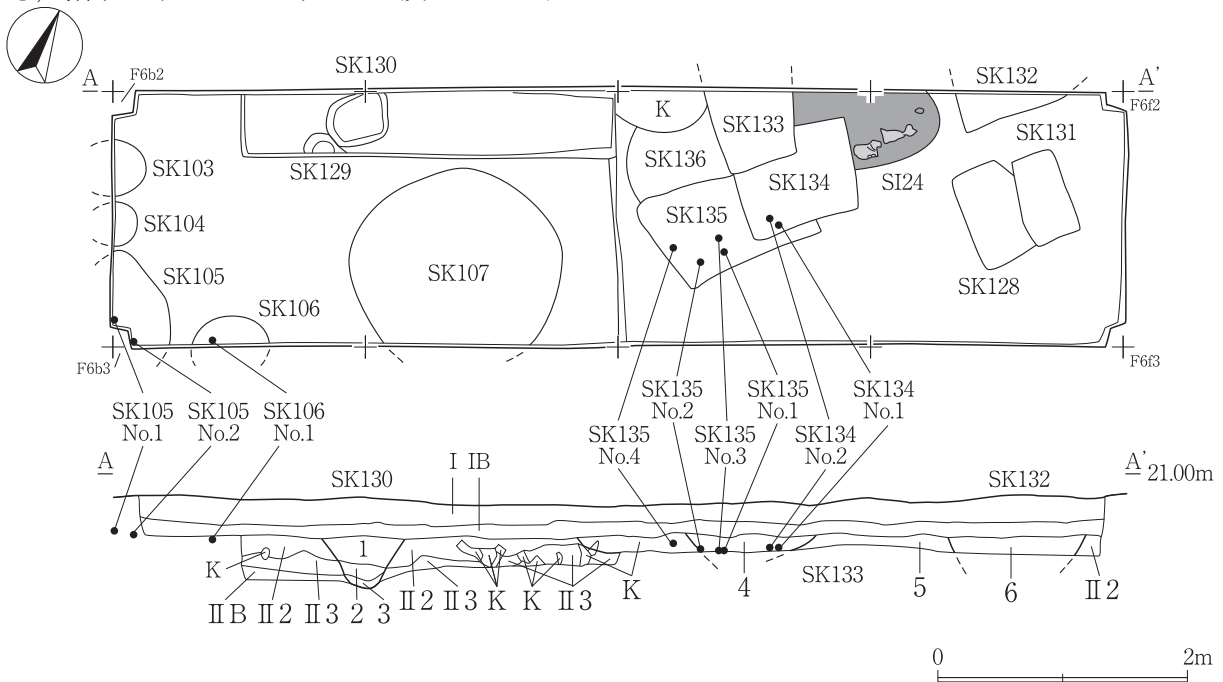 SK130
SK132
A
F6b2
A'
F6f2
K
SK133
SK131
SK103
SK129
SK136
SK134
SI24
SK104
SK135
SK105
SK107
SK128
SK106
F6b3
F6f3
SK105
No.1
SK105
No.2
SK106
No.1
SK135
No.2
SK135
No.1
SK134
No.1
SK135
No.4
SK135
No.3
SK134
No.2
A
SK130
I IB
SK132
A' 21.00m
1
K
ⅡB Ⅱ2 Ⅱ3 2 3 Ⅱ2 Ⅱ3 K K Ⅱ3 K 4 SK133 5 6 Ⅱ2
0 2m